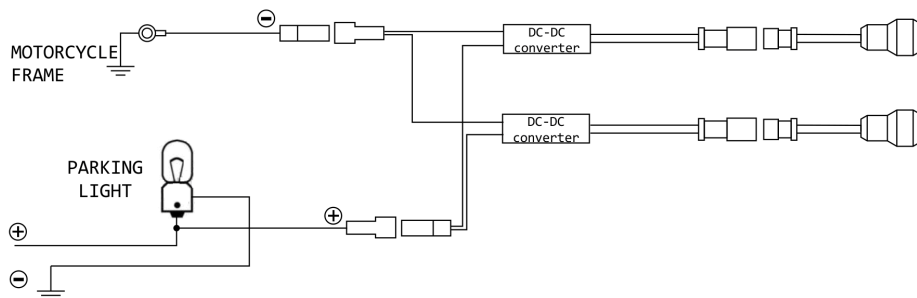 MOTORCYCLE
FRAME
DC-DC
converter
DC-DC
converter
PARKING
LIGHT